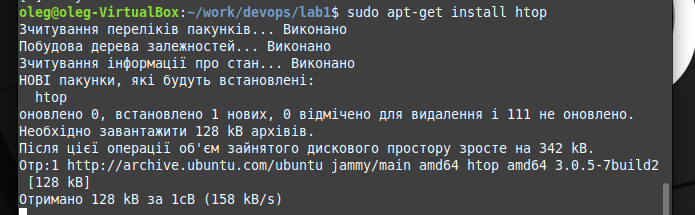 oleg@oleg-VirtualBox:~/work/devops/lab1$ sudo apt-get install htop
Зчитування переліків пакунків... Виконано
Побудова дерева залежностей... Виконано
Зчитування інформації про стан... Виконано
НОВІ пакунки, які будуть встановлені:
  htop
оновлено 0, встановлено 1 нових, 0 відмічено для видалення і 111 не оновлено.
Необхідно завантажити 128 kB архівів.
Після цієї операції об'єм зайнятого дискового простору зросте на 342 kB.
Отр:1 http://archive.ubuntu.com/ubuntu jammy/main amd64 htop amd64 3.0.5-7build2
 [128 kB]
Отримано 128 kB за 1сB (158 kB/s)